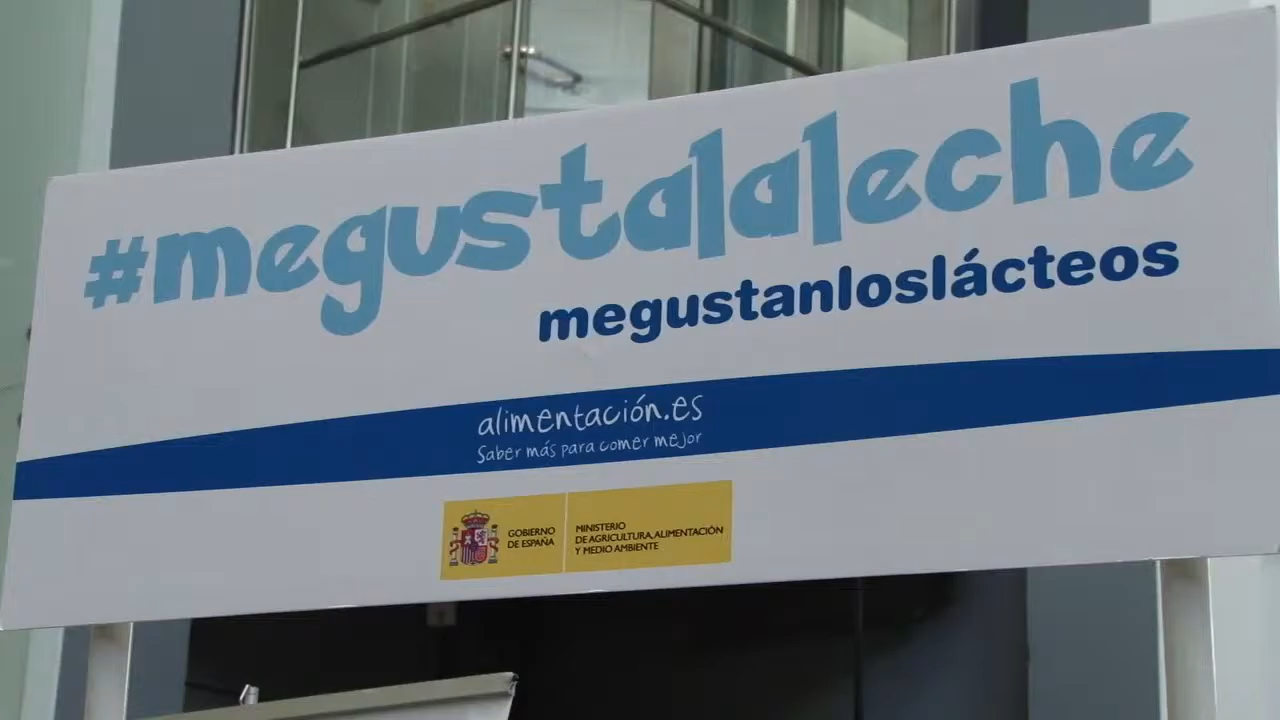 #megustalaleche
megustanloslácteos
alimentación.es
Saber más para comer mejor
GOBIERNO
DE ESPAÑA
MINISTERIO
DE AGRICULTURA, ALIMENTACIÓN
Y MEDIO AMBIENTE